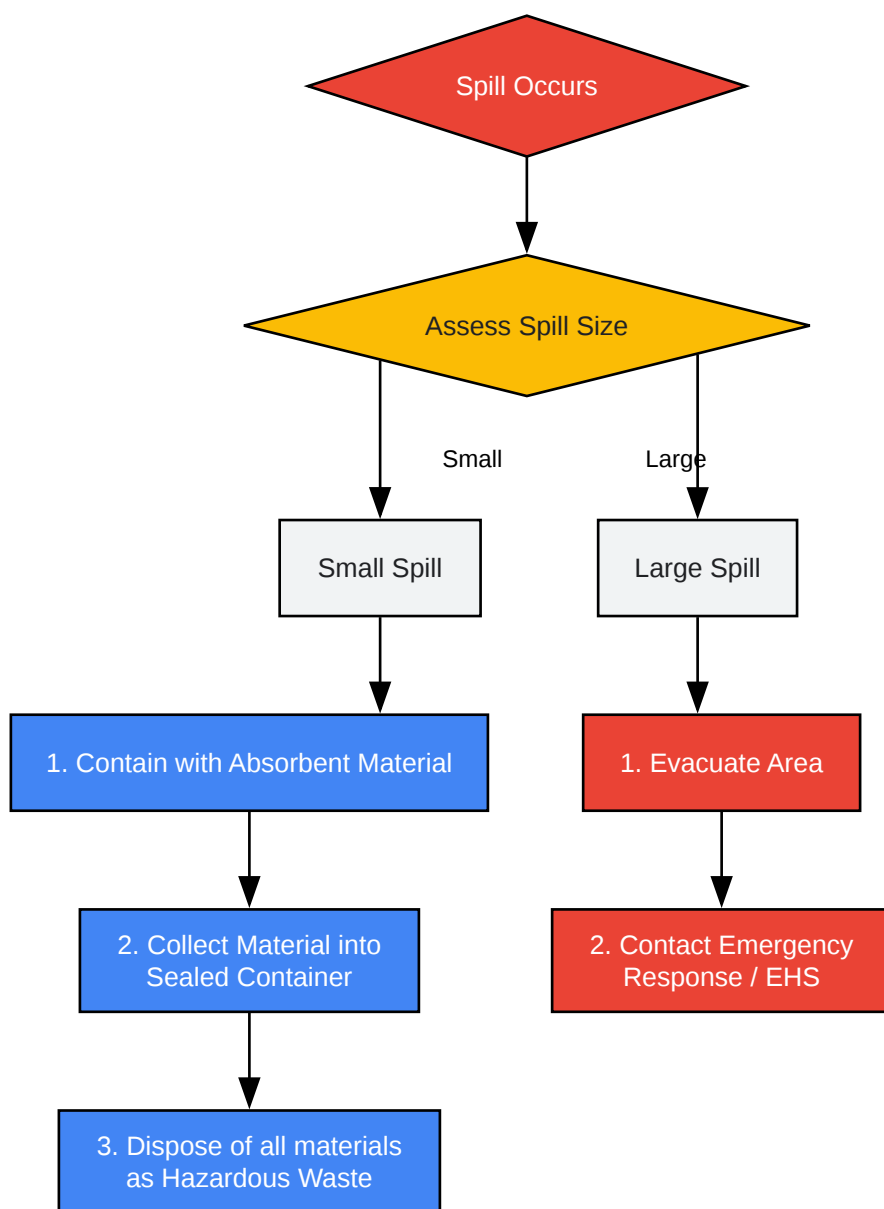 Spill Occurs
Assess Spill Size
Small
Large
Small Spill
Large Spill
1. Contain with Absorbent Material
1. Evacuate Area
2. Collect Material into
Sealed Container
2. Contact Emergency
Response / EHS
3. Dispose of all materials
as Hazardous Waste